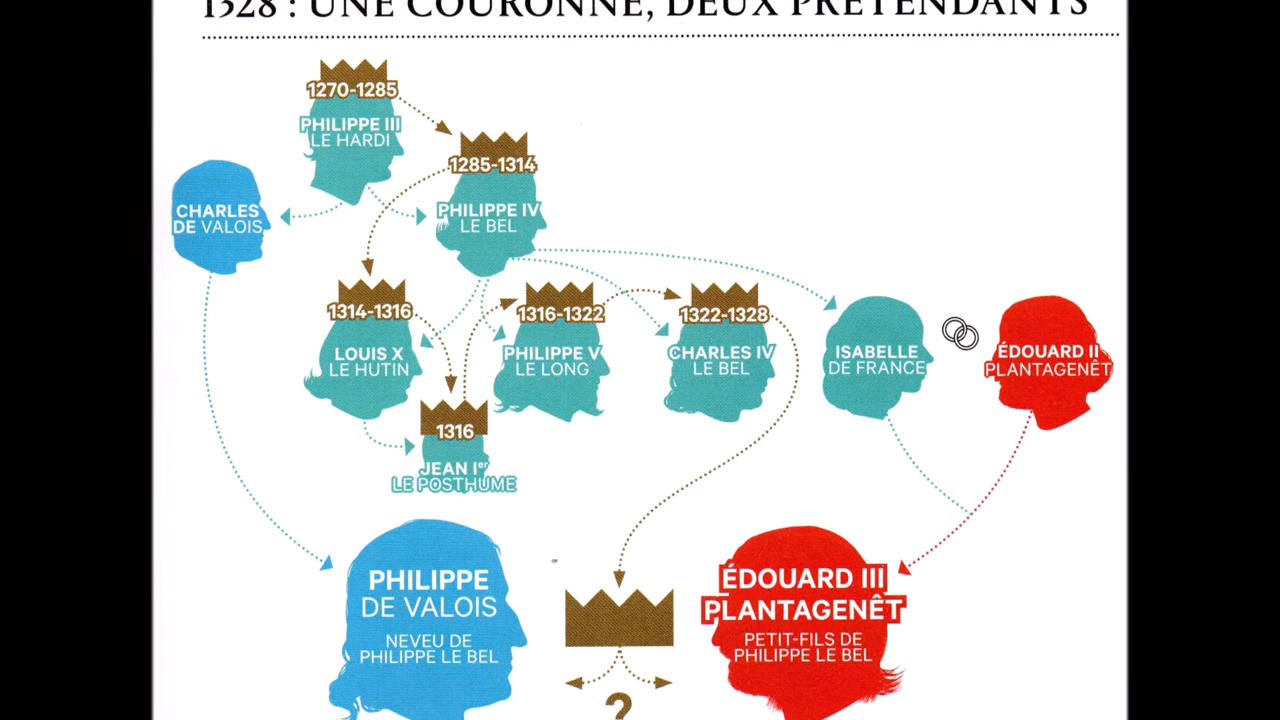 1328 : UNE COURONNE, DEUX PRÉTENDANTS
1270-1285
PHILIPPE III
LE HARDI
1285-1314
PHILIPPE IV
LE BEL
CHARLES
DE VALOIS
1314-1316
LOUIS X
LE HUTIN
1316-1322
PHILIPPE V
LE LONG
1322-1328
CHARLES IV
LE BEL
ISABELLE
DE FRANCE
ÉDOUARD II
PLANTAGENÊT
1316
JEAN Ier
LE POSTHUME
PHILIPPE
DE VALOIS
NEVEU DE
PHILIPPE LE BEL
?
ÉDOUARD III
PLANTAGENÊT
PETIT-FILS DE
PHILIPPE LE BEL